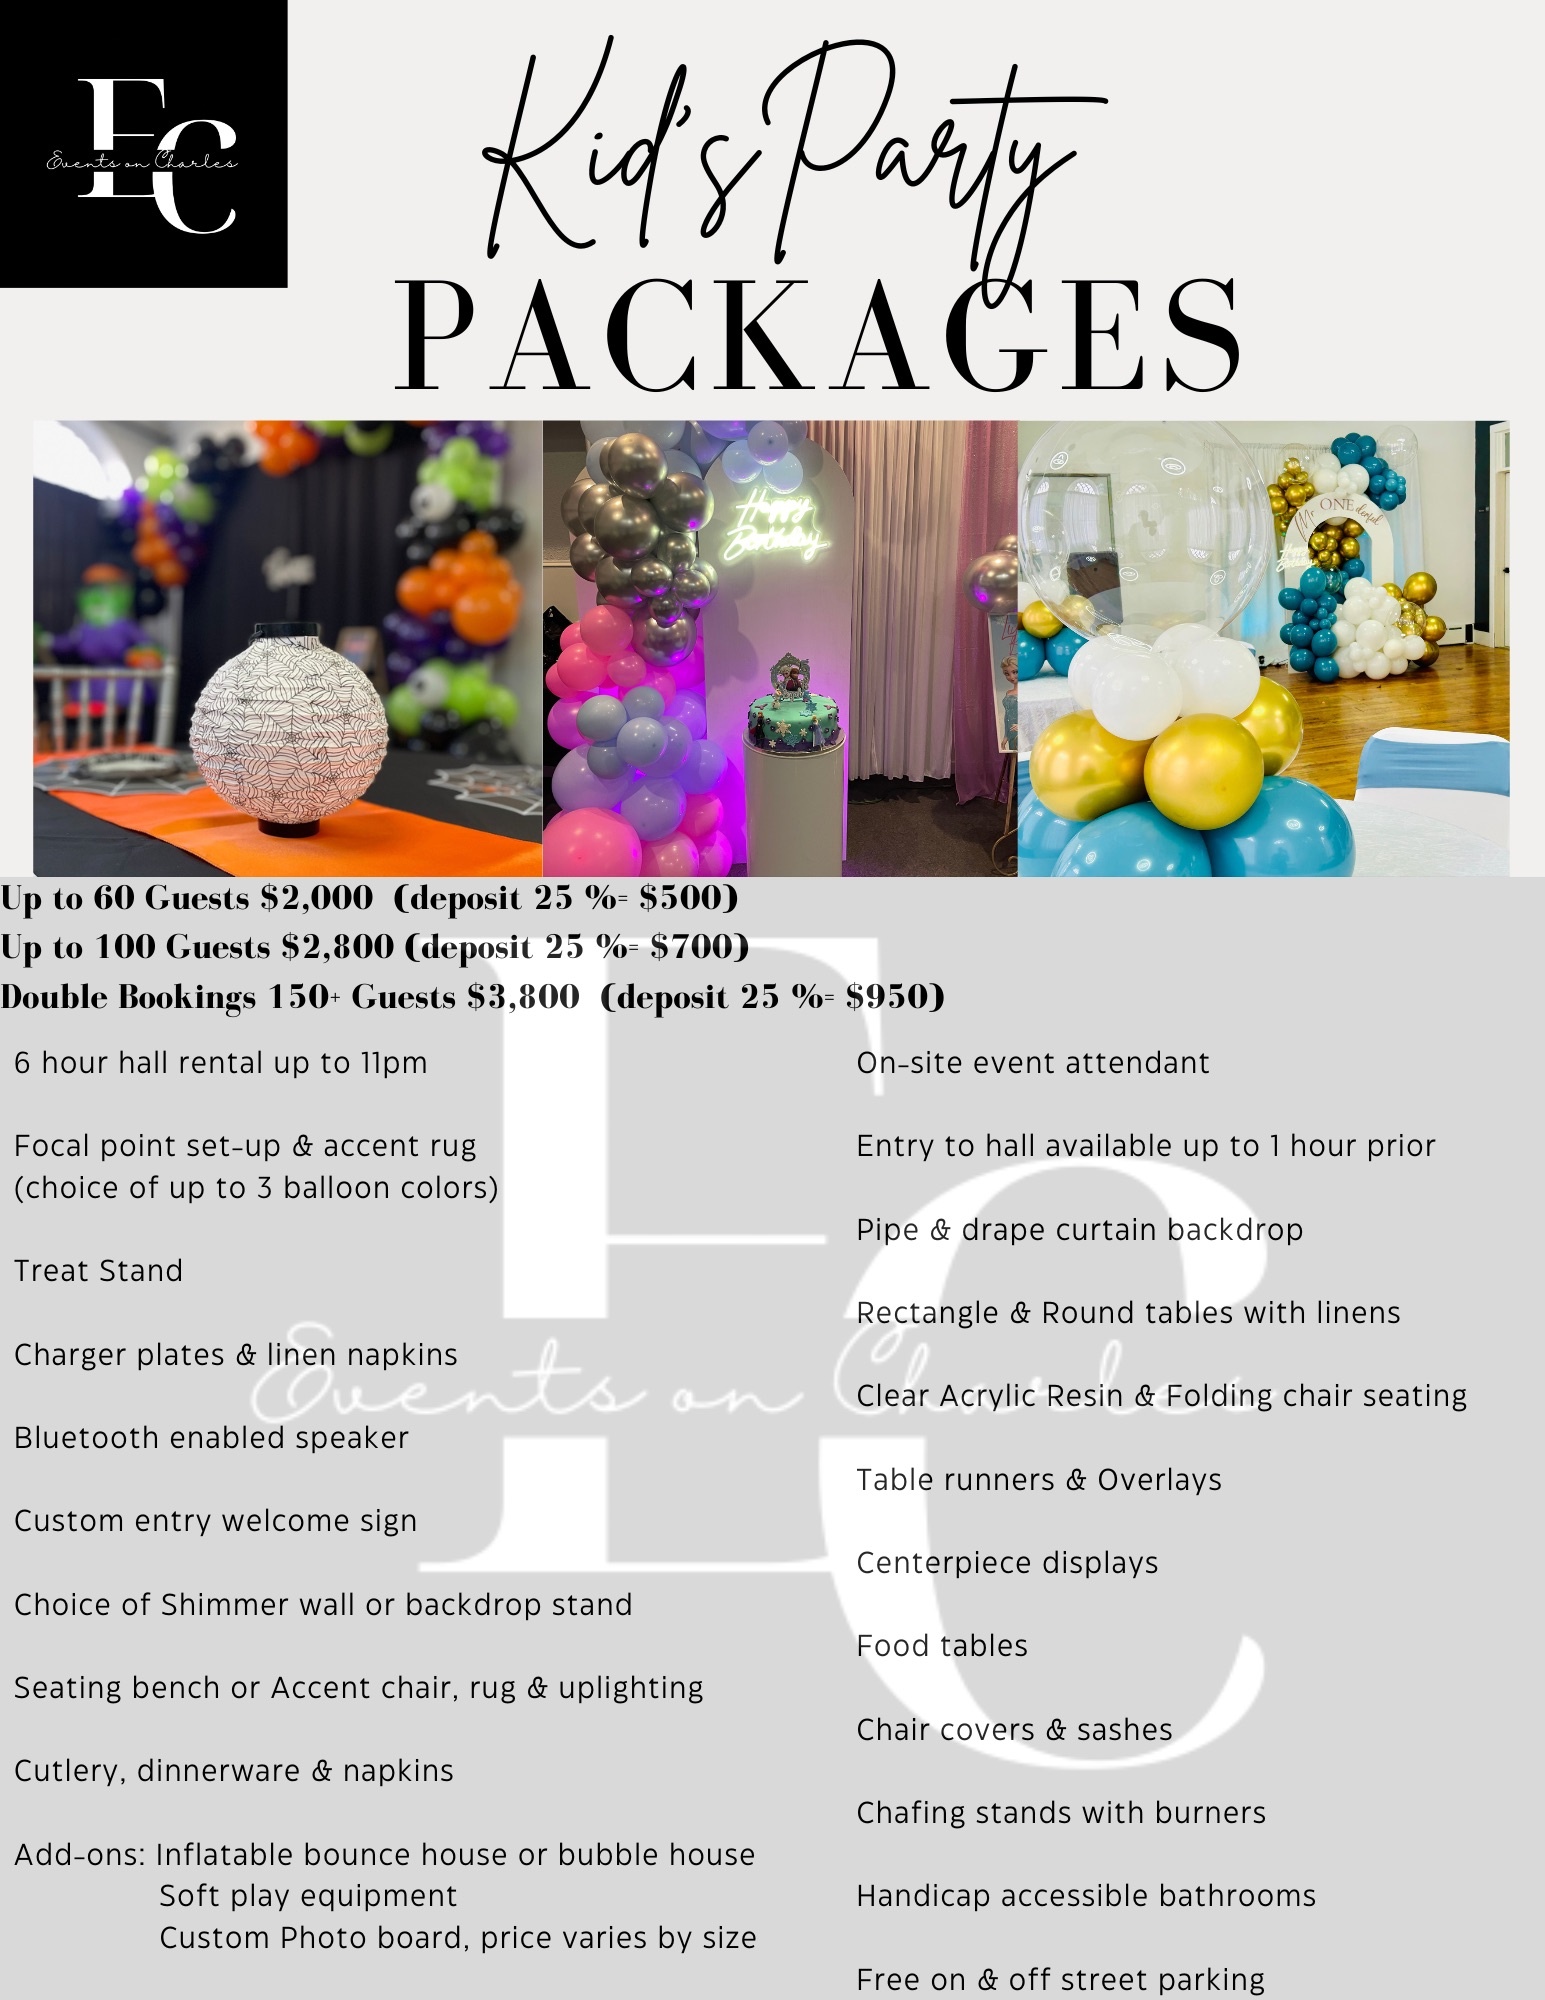 EC
Events on Charles
Kid's Party
PACKAGES
Happy
Birthday
Mr ONEderful
Happy
Birthday
Up to 60 Guests $2,000 (deposit 25 %= $500)
Up to 100 Guests $2,800 (deposit 25 %= $700)
Double Bookings 150+ Guests $3,800 (deposit 25 %= $950)
6 hour hall rental up to 11pm
Focal point set-up & accent rug
(choice of up to 3 balloon colors)
Treat Stand
Charger plates & linen napkins
Bluetooth enabled speaker
Custom entry welcome sign
Choice of Shimmer wall or backdrop stand
Seating bench or Accent chair, rug & uplighting
Cutlery, dinnerware & napkins
Add-ons: Inflatable bounce house or bubble house
Soft play equipment
Custom Photo board, price varies by size
On-site event attendant
Entry to hall available up to 1 hour prior
Pipe & drape curtain backdrop
Rectangle & Round tables with linens
Clear Acrylic Resin & Folding chair seating
Table runners & Overlays
Centerpiece displays
Food tables
Chair covers & sashes
Chafing stands with burners
Handicap accessible bathrooms
Free on & off street parking
EC
Events on Charles